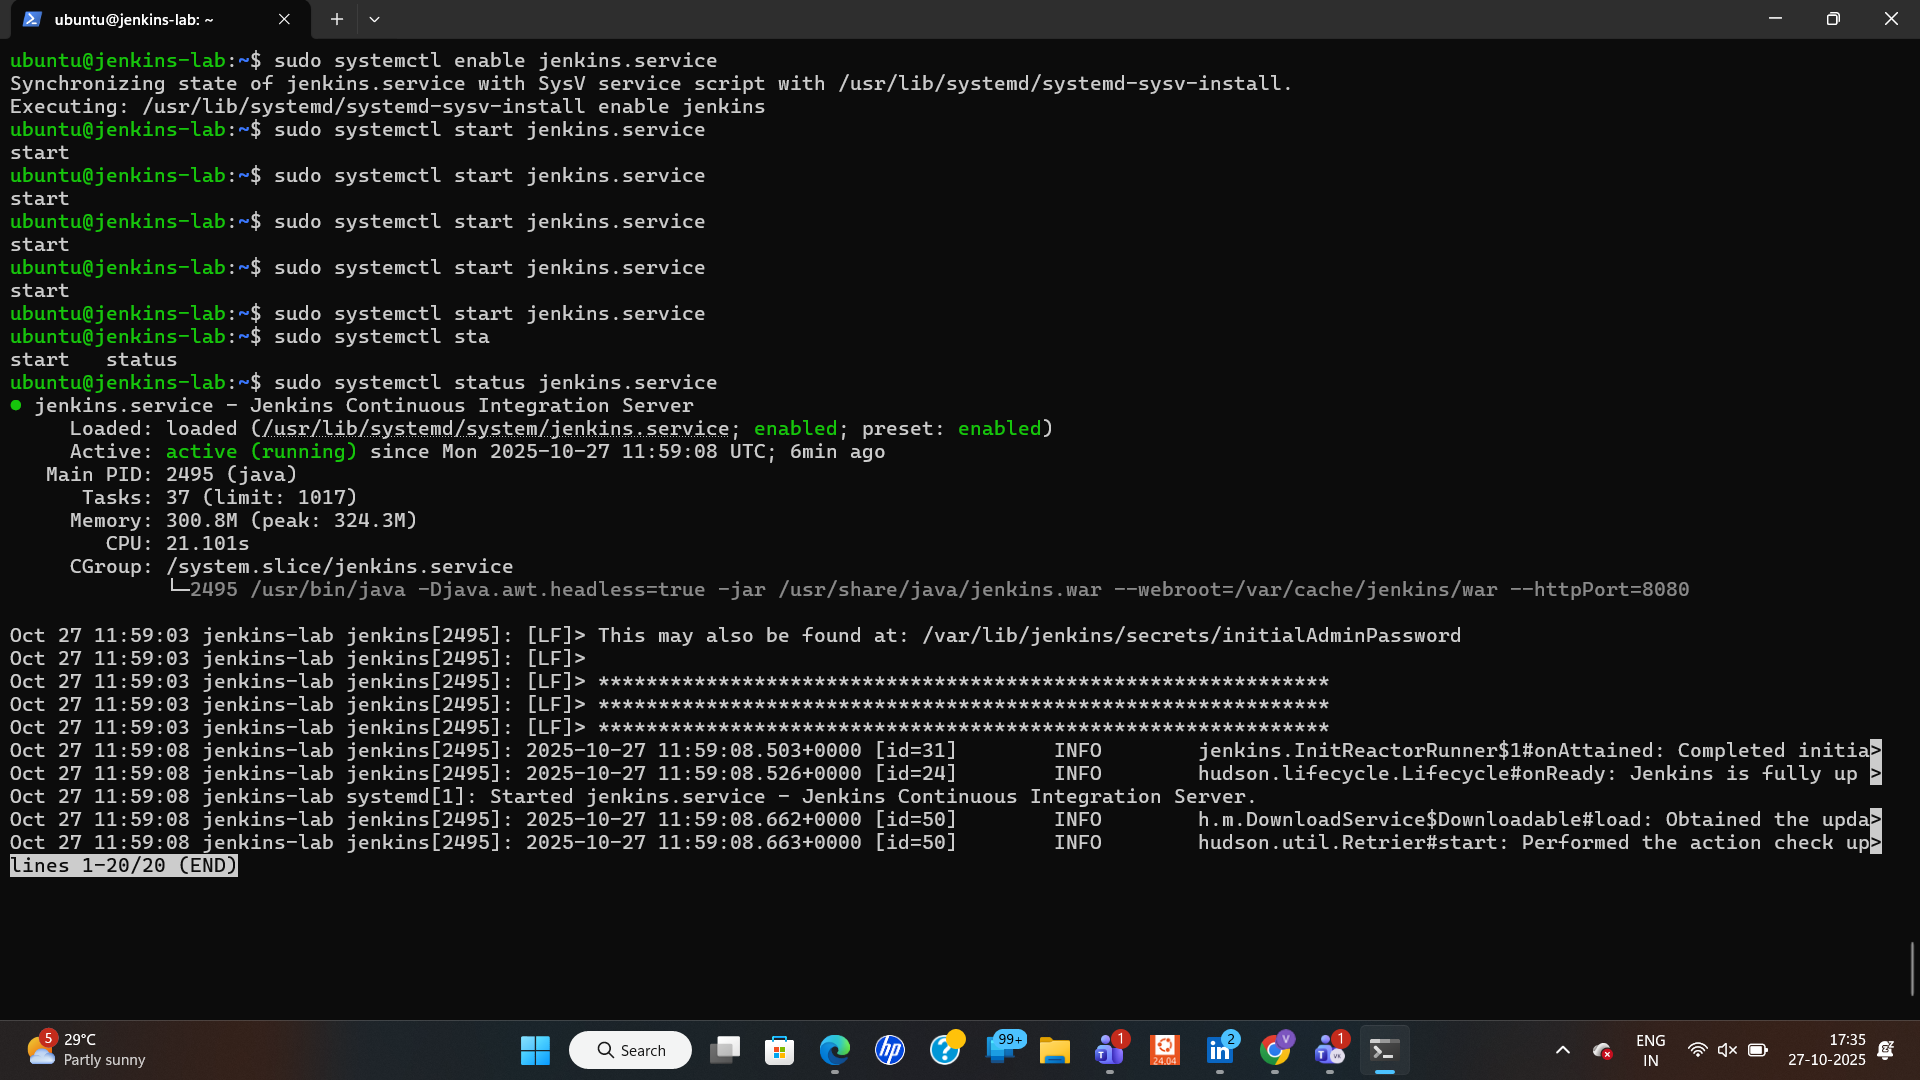 ubuntu@jenkins-lab: ~
ubuntu@jenkins-lab:~$ sudo systemctl enable jenkins.service
Synchronizing state of jenkins.service with SysV service script with /usr/lib/systemd/systemd-sysv-install.
Executing: /usr/lib/systemd/systemd-sysv-install enable jenkins
ubuntu@jenkins-lab:~$ sudo systemctl start jenkins.service
start
ubuntu@jenkins-lab:~$ sudo systemctl start jenkins.service
start
ubuntu@jenkins-lab:~$ sudo systemctl start jenkins.service
start
ubuntu@jenkins-lab:~$ sudo systemctl start jenkins.service
start
ubuntu@jenkins-lab:~$ sudo systemctl start jenkins.service
ubuntu@jenkins-lab:~$ sudo systemctl sta
start   status
ubuntu@jenkins-lab:~$ sudo systemctl status jenkins.service
● jenkins.service - Jenkins Continuous Integration Server
     Loaded: loaded (/usr/lib/systemd/system/jenkins.service; enabled; preset: enabled)
     Active: active (running) since Mon 2025-10-27 11:59:08 UTC; 6min ago
   Main PID: 2495 (java)
      Tasks: 37 (limit: 1017)
     Memory: 300.8M (peak: 324.3M)
        CPU: 21.101s
     CGroup: /system.slice/jenkins.service
             └─2495 /usr/bin/java -Djava.awt.headless=true -jar /usr/share/java/jenkins.war --webroot=/var/cache/jenkins/war --httpPort=8080
Oct 27 11:59:03 jenkins-lab jenkins[2495]: [LF]> This may also be found at: /var/lib/jenkins/secrets/initialAdminPassword
Oct 27 11:59:03 jenkins-lab jenkins[2495]: [LF]>
Oct 27 11:59:03 jenkins-lab jenkins[2495]: [LF]> *************************************************************
Oct 27 11:59:03 jenkins-lab jenkins[2495]: [LF]> *************************************************************
Oct 27 11:59:03 jenkins-lab jenkins[2495]: [LF]> *************************************************************
Oct 27 11:59:08 jenkins-lab jenkins[2495]: 2025-10-27 11:59:08.503+0000 [id=31]        INFO        jenkins.InitReactorRunner$1#onAttained: Completed initia>
Oct 27 11:59:08 jenkins-lab jenkins[2495]: 2025-10-27 11:59:08.526+0000 [id=24]        INFO        hudson.lifecycle.Lifecycle#onReady: Jenkins is fully up >
Oct 27 11:59:08 jenkins-lab systemd[1]: Started jenkins.service - Jenkins Continuous Integration Server.
Oct 27 11:59:08 jenkins-lab jenkins[2495]: 2025-10-27 11:59:08.662+0000 [id=50]        INFO        h.m.DownloadService$Downloadable#load: Obtained the upda>
Oct 27 11:59:08 jenkins-lab jenkins[2495]: 2025-10-27 11:59:08.663+0000 [id=50]        INFO        hudson.util.Retrier#start: Performed the action check up>
lines 1-20/20 (END)
5
29°C
Partly sunny
Search
hp
99+
1
24.04
in 2
V
1
VK
ENG
IN
17:35
27-10-2025